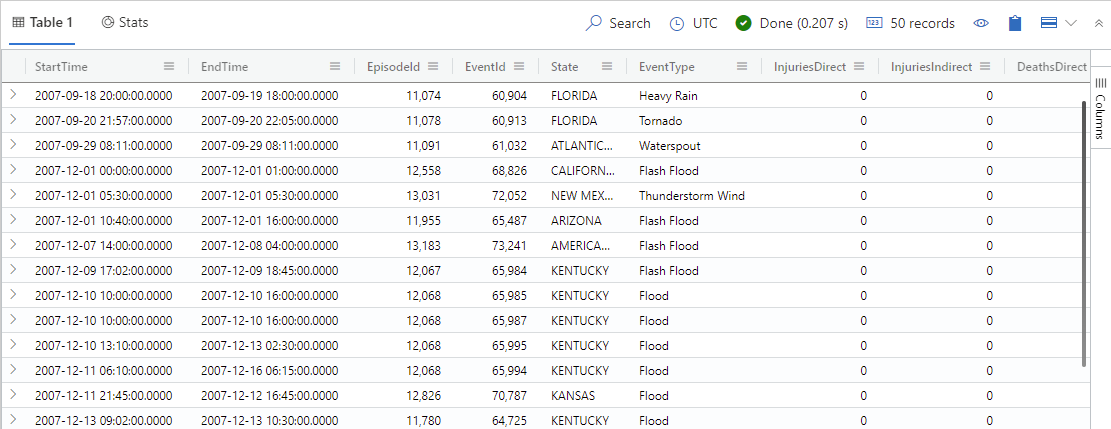 Table 1 Stats Search UTC Done (0.207 s) 50 records
StartTime EndTime EpisodeId EventId State EventType InjuriesDirect InjuriesIndirect DeathsDirect
2007-09-18 20:00:00.0000 2007-09-19 18:00:00.0000 11,074 60,904 FLORIDA Heavy Rain 0 0
2007-09-20 21:57:00.0000 2007-09-20 22:05:00.0000 11,078 60,913 FLORIDA Tornado 0 0
2007-09-29 08:11:00.0000 2007-09-29 08:11:00.0000 11,091 61,032 ATLANTIC... Waterspout 0 0
2007-12-01 00:00:00.0000 2007-12-01 01:00:00.0000 12,558 68,826 CALIFORN... Flash Flood 0 0
2007-12-01 05:30:00.0000 2007-12-01 05:30:00.0000 13,031 72,052 NEW MEX... Thunderstorm Wind 0 0
2007-12-01 10:40:00.0000 2007-12-01 16:00:00.0000 11,955 65,487 ARIZONA Flash Flood 0 0
2007-12-07 14:00:00.0000 2007-12-08 04:00:00.0000 13,183 73,241 AMERICA... Flash Flood 0 0
2007-12-09 17:02:00.0000 2007-12-09 18:45:00.0000 12,067 65,984 KENTUCKY Flash Flood 0 0
2007-12-10 10:00:00.0000 2007-12-10 16:00:00.0000 12,068 65,985 KENTUCKY Flood 0 0
2007-12-10 10:00:00.0000 2007-12-10 16:00:00.0000 12,068 65,987 KENTUCKY Flood 0 0
2007-12-10 13:10:00.0000 2007-12-13 02:30:00.0000 12,068 65,995 KENTUCKY Flood 0 0
2007-12-11 06:10:00.0000 2007-12-16 06:15:00.0000 12,066 65,994 KENTUCKY Flood 0 0
2007-12-11 21:45:00.0000 2007-12-12 16:45:00.0000 12,826 70,787 KANSAS Flood 0 0
2007-12-13 09:02:00.0000 2007-12-13 10:30:00.0000 11,780 64,725 KENTUCKY Flood 0 0
Columns